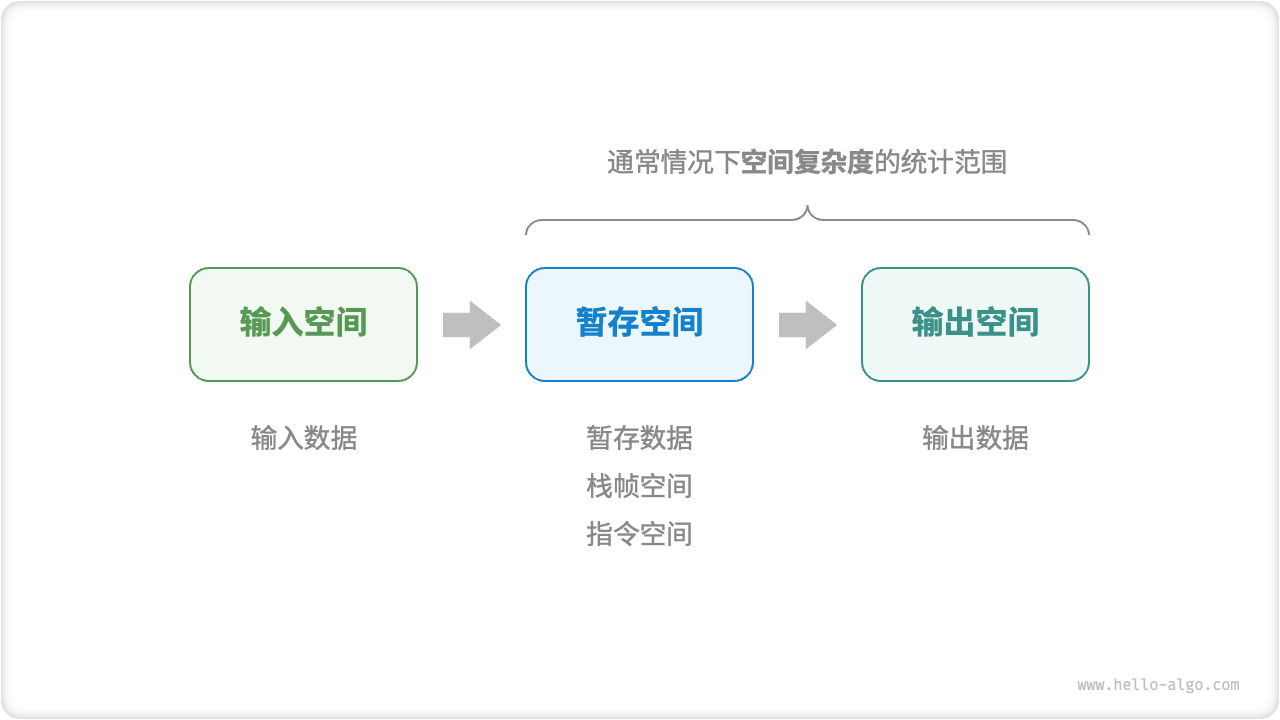 通常情况下空间复杂度的统计范围
输入空间
暂存空间
输出空间
输入数据
暂存数据
输出数据
栈帧空间
指令空间
www.hello-algo.com